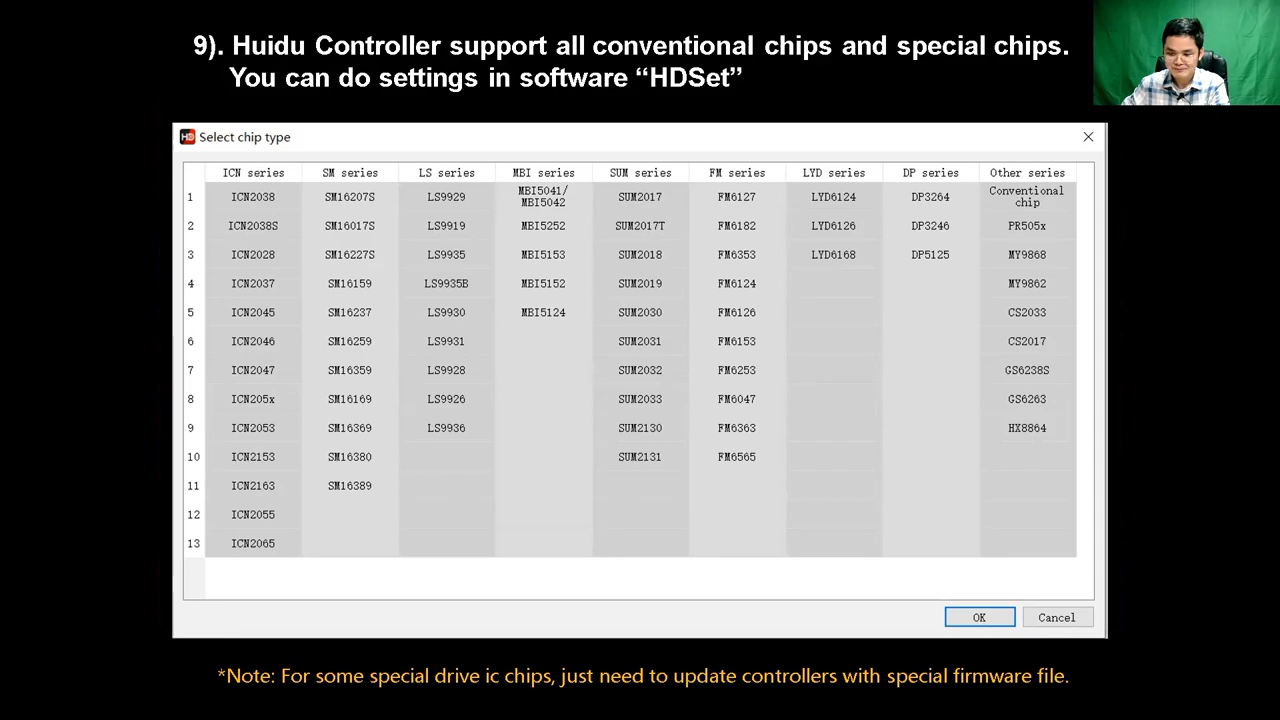 9). Huidu Controller support all conventional chips and special chips.
You can do settings in software “HDSet”
HD Select chip type
ICN series SM series LS series MBI series SUM series FM series LYD series DP series Other series
1 ICN2038 SM16207S LS9929 MBI5041/ MBI5042 SUM2017 FM6127 LYD6124 DP3264 Conventional chip
2 ICN2038S SM16017S LS9919 MBI5252 SUM2017T FM6182 LYD6126 DP3246 PR505x
3 ICN2028 SM16227S LS9935 MBI5153 SUM2018 FM6353 LYD6168 DP5125 MY9868
4 ICN2037 SM16159 LS9935B MBI5152 SUM2019 FM6124 MY9862
5 ICN2045 SM16237 LS9930 MBI5124 SUM2030 FM6126 CS2033
6 ICN2046 SM16259 LS9931 SUM2031 FM6153 CS2017
7 ICN2047 SM16359 LS9928 SUM2032 FM6253 GS6238S
8 ICN205x SM16169 LS9926 SUM2033 FM6047 GS6263
9 ICN2053 SM16369 LS9936 SUM2130 FM6363 HX8864
10 ICN2153 SM16380 SUM2131 FM6565
11 ICN2163 SM16389
12 ICN2055
13 ICN2065
OK Cancel
*Note: For some special drive ic chips, just need to update controllers with special firmware file.